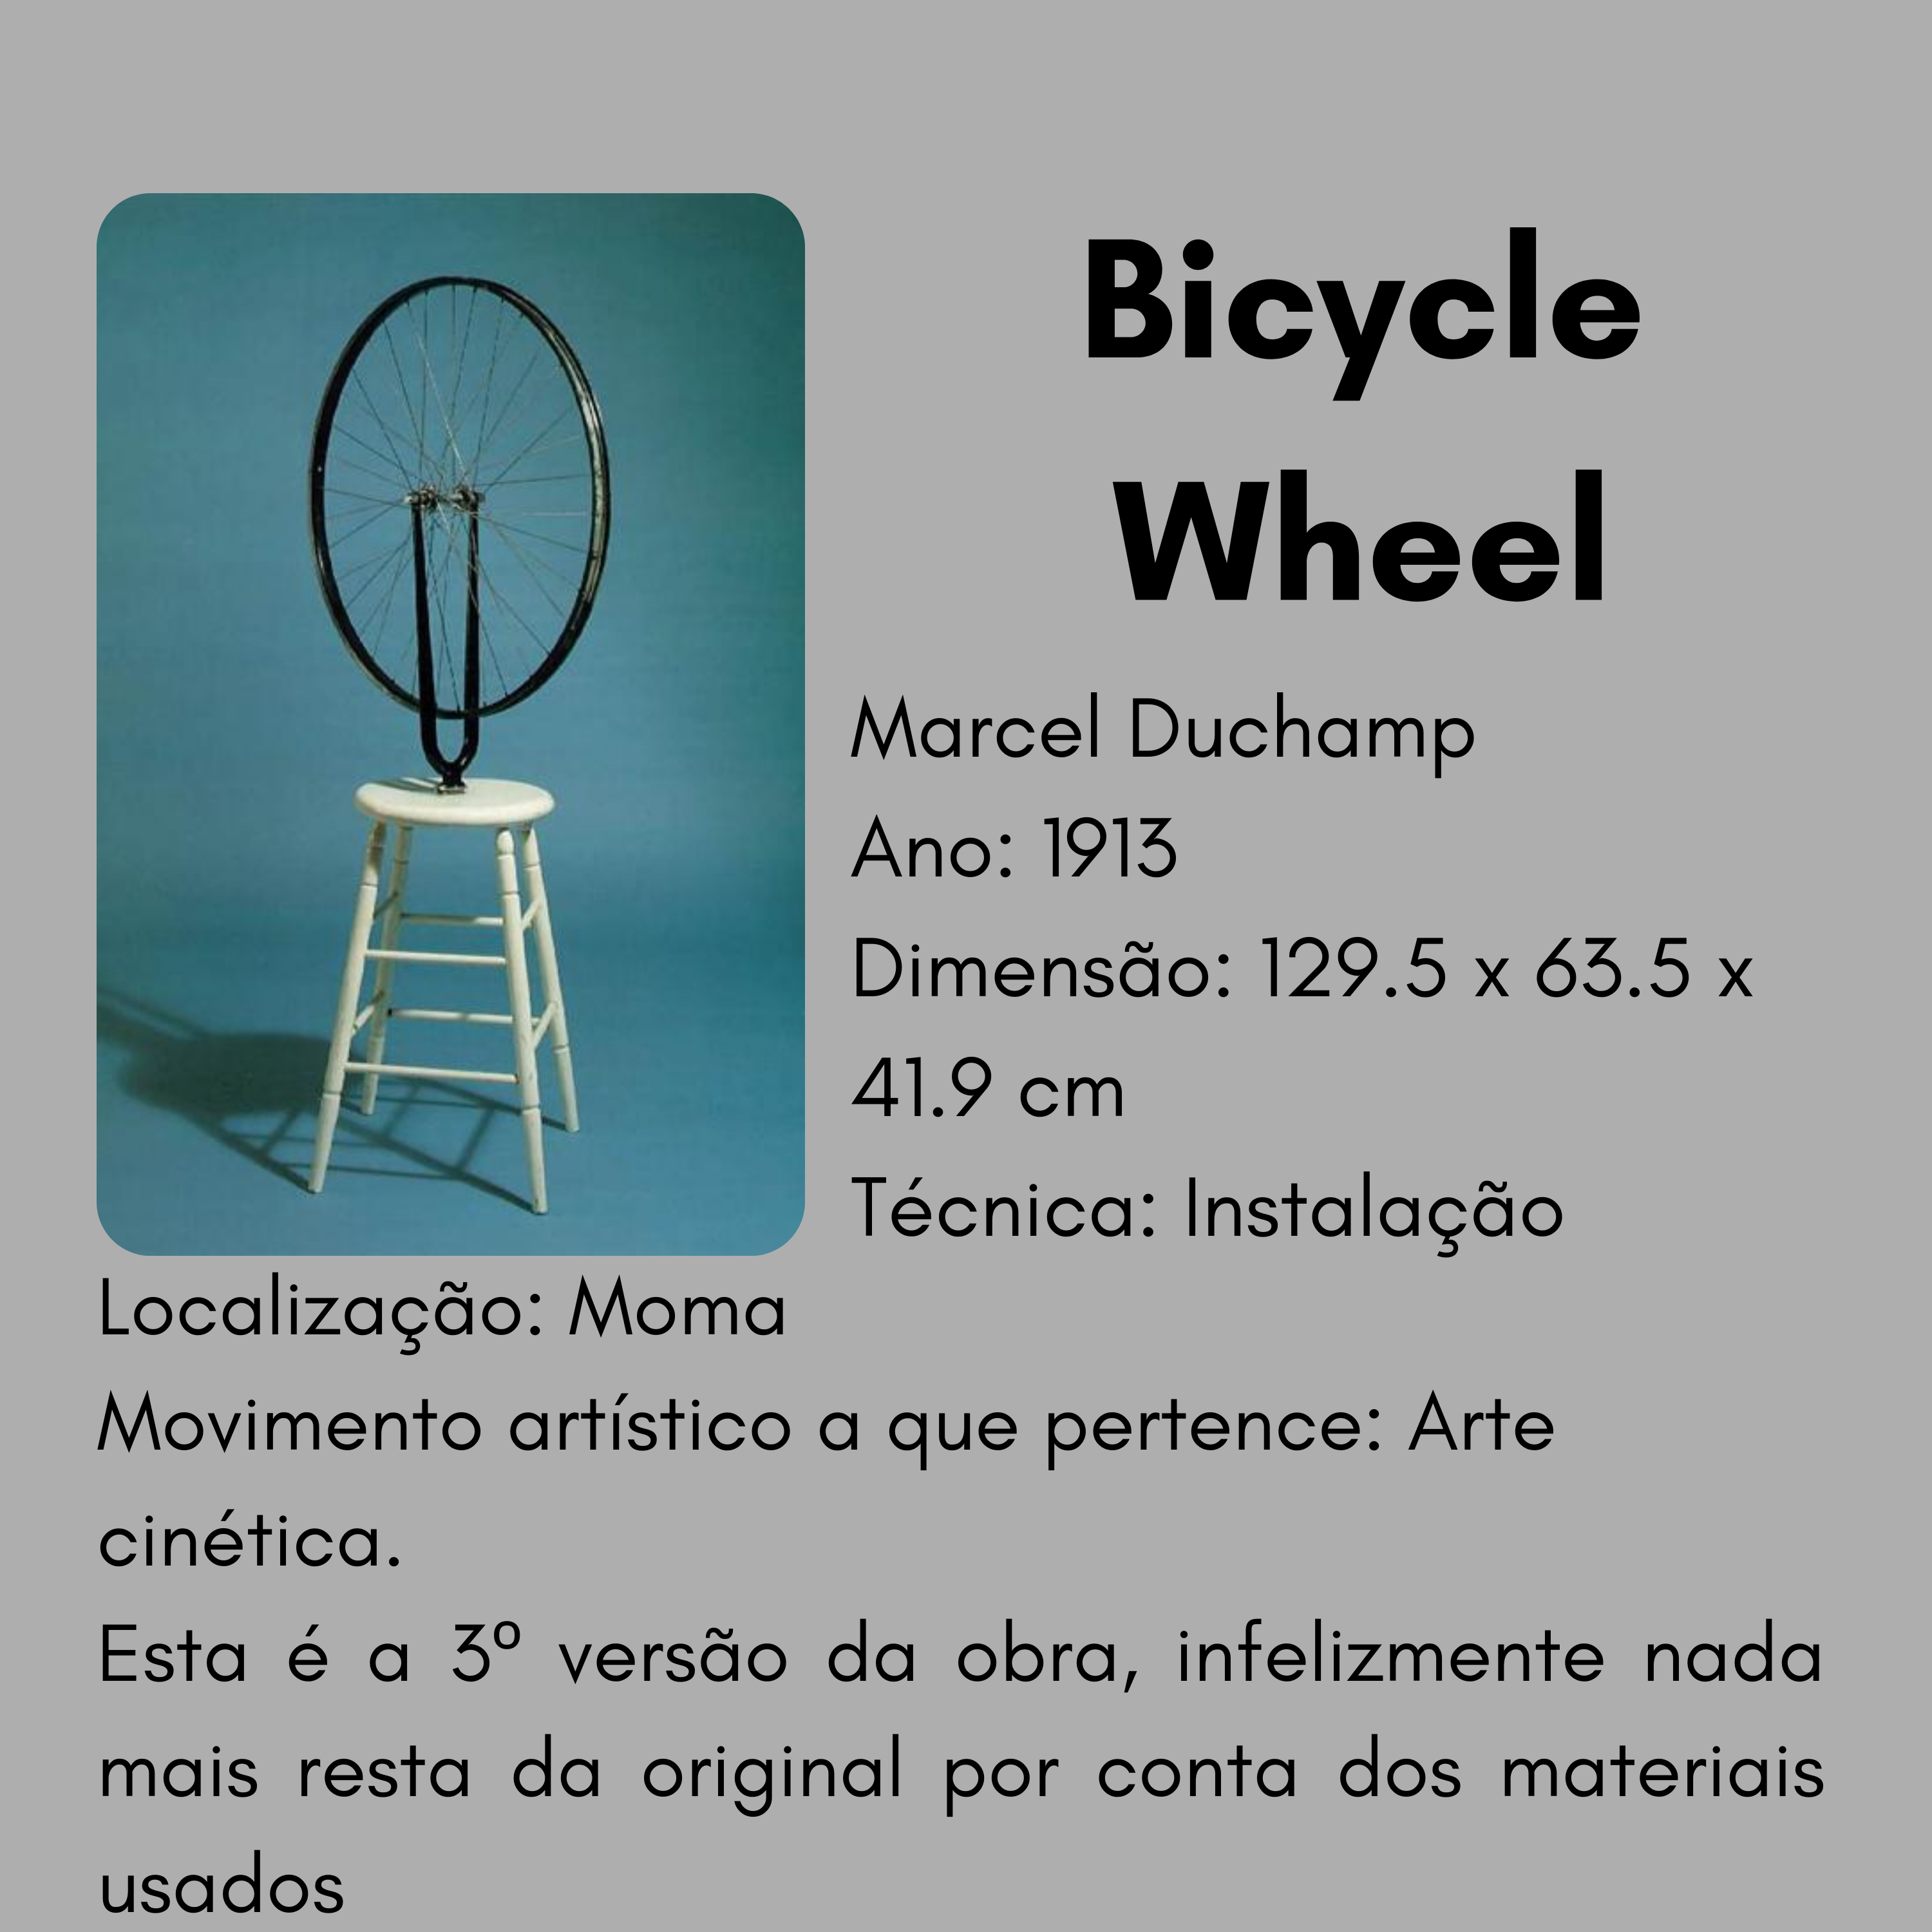 Bicycle
Wheel
Marcel Duchamp
Ano: 1913
Dimensão: 129.5 x 63.5 x
41.9 cm
Técnica: Instalação
Localização: Moma
Movimento artístico a que pertence: Arte
cinética.
Esta é a 3º versão da obra, infelizmente nada
mais resta da original por conta dos materiais
usados